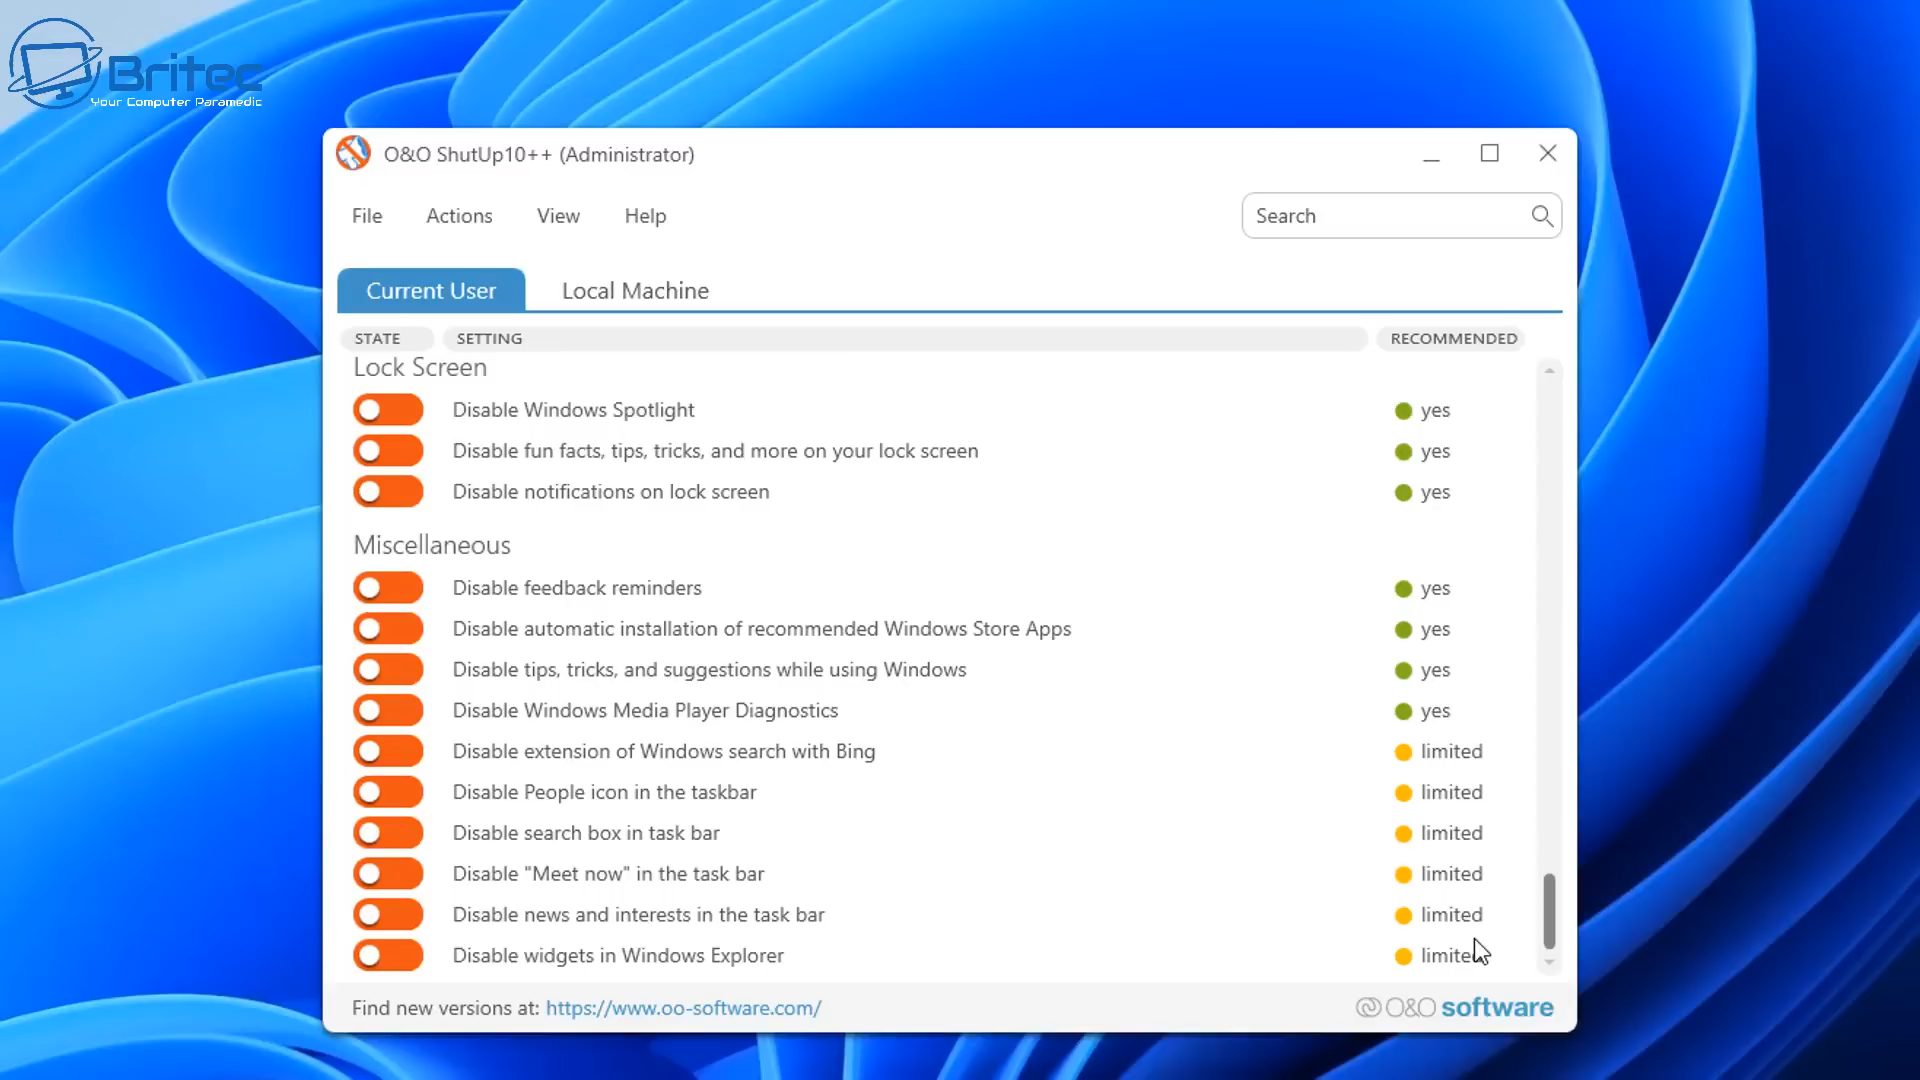 Britec
Your Computer Paramedic
O&O ShutUp10++ (Administrator)
File Actions View Help Search
Current User Local Machine
STATE SETTING RECOMMENDED
Lock Screen
Disable Windows Spotlight yes
Disable fun facts, tips, tricks, and more on your lock screen yes
Disable notifications on lock screen yes
Miscellaneous
Disable feedback reminders yes
Disable automatic installation of recommended Windows Store Apps yes
Disable tips, tricks, and suggestions while using Windows yes
Disable Windows Media Player Diagnostics yes
Disable extension of Windows search with Bing limited
Disable People icon in the taskbar limited
Disable search box in task bar limited
Disable "Meet now" in the task bar limited
Disable news and interests in the task bar limited
Disable widgets in Windows Explorer limited
Find new versions at: https://www.oo-software.com/ O&O software